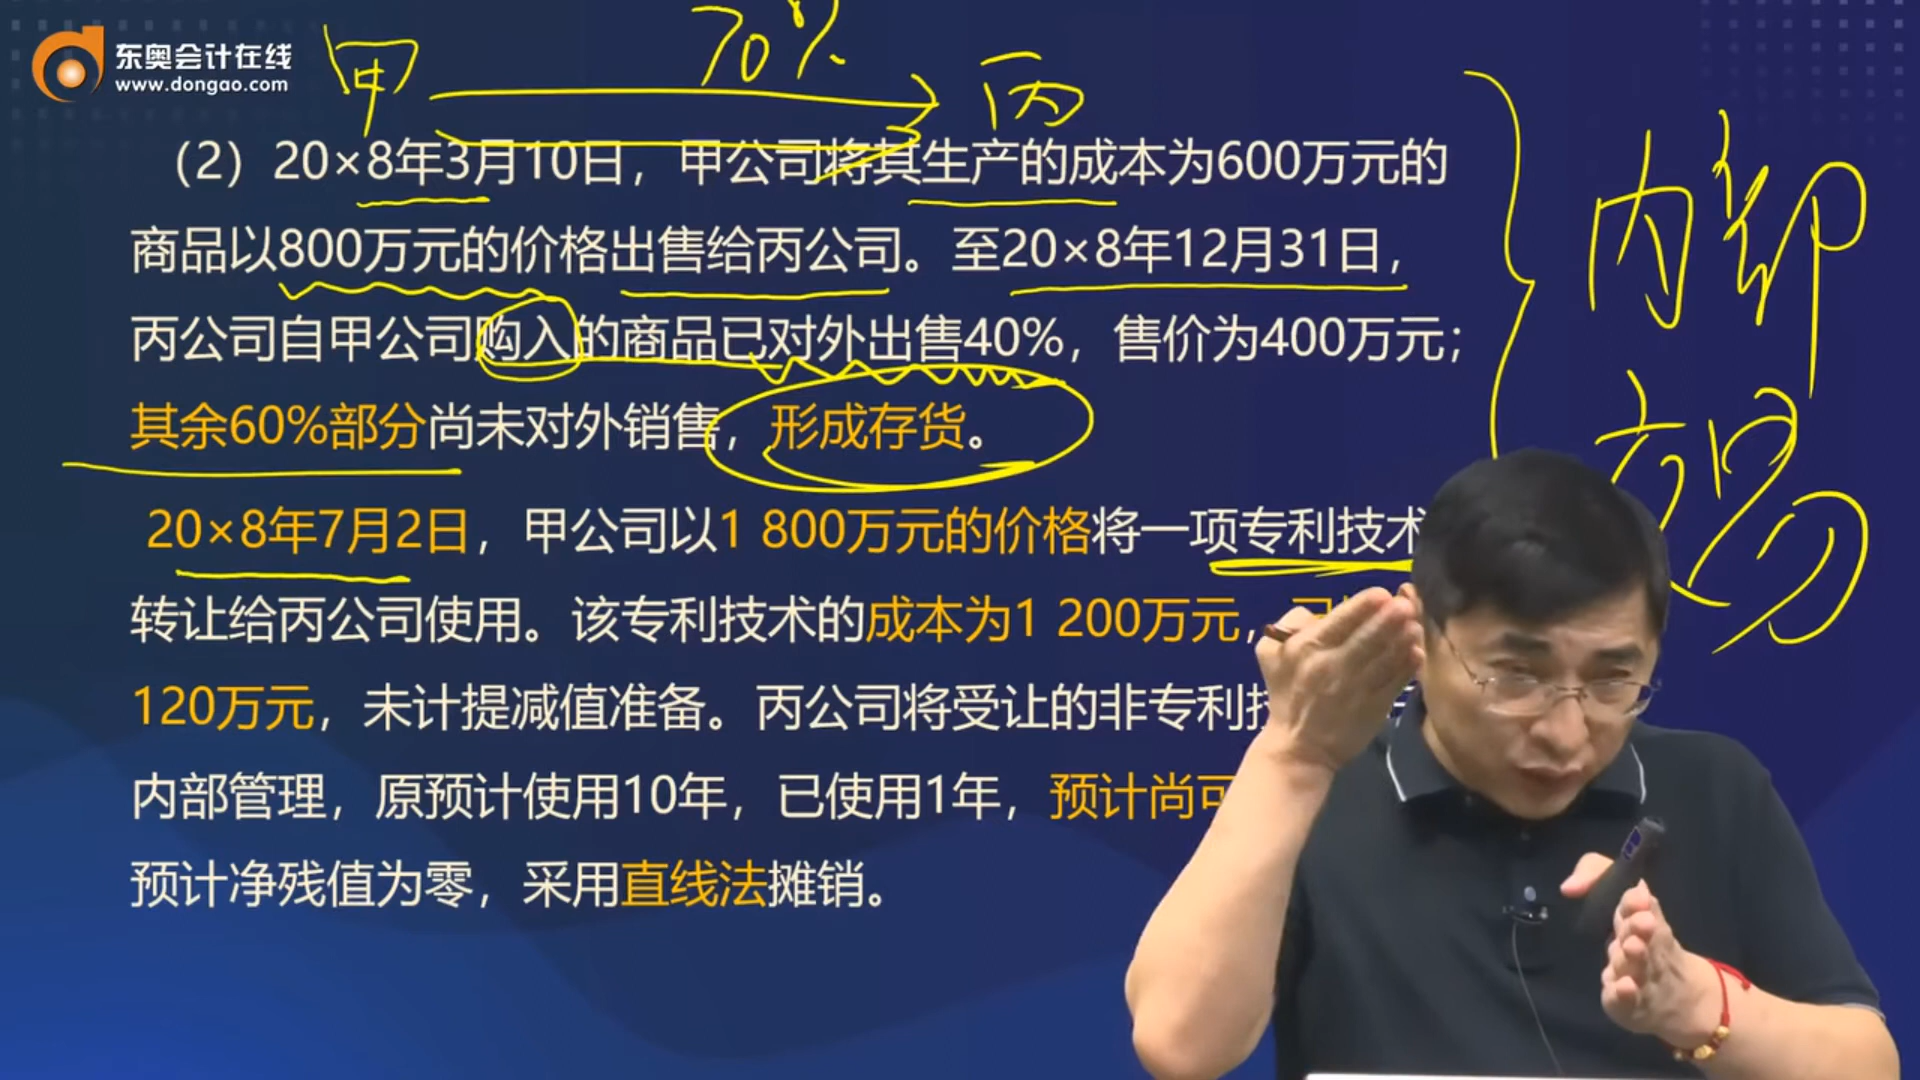 东奥会计在线
www.dongao.com
甲 70% 丙
（2）20×8年3月10日，甲公司将其生产的成本为600万元的
商品以800万元的价格出售给丙公司。至20×8年12月31日，
丙公司自甲公司购入的商品已对外出售40%，售价为400万元；
其余60%部分尚未对外销售，形成存货。
内部
交易
20×8年7月2日，甲公司以1 800万元的价格将一项专利技术
转让给丙公司使用。该专利技术的成本为1 200万元，
120万元，未计提减值准备。丙公司将受让的非专利技
内部管理，原预计使用10年，已使用1年，预计尚可
预计净残值为零，采用直线法摊销。